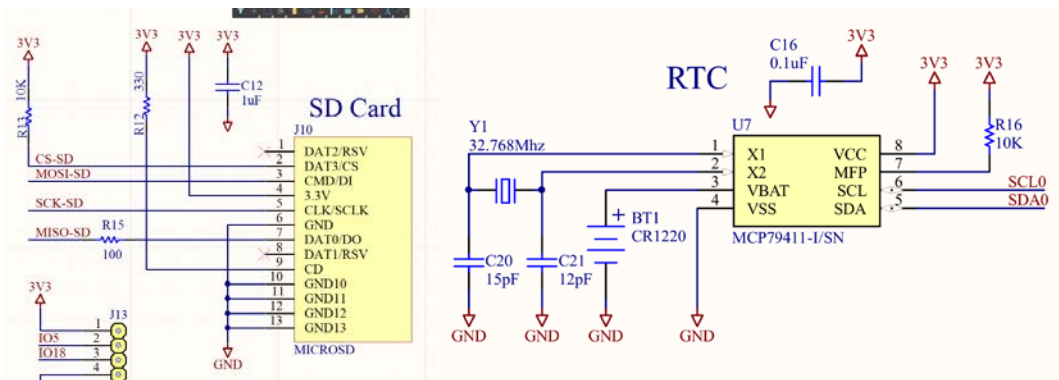 3V3
3V3
3V3
3V3
10K
R13
330
R12
C12
1uF
SD Card
J10
CS-SD
MOSI-SD
SCK-SD
MISO-SD
R15
100
1 DAT2/RSV
2 DAT3/CS
3 CMD/DI
4 3.3V
5 CLK/SCLK
6 GND
7 DAT0/DO
8 DAT1/RSV
9 CD
10 GND10
11 GND11
12 GND12
13 GND13
MICROSD
GND
3V3
J13
1
IO5 2
IO18 3
4
RTC
C16
0.1uF
3V3
3V3
3V3
R16
10K
Y1
32.768Mhz
U7
1 X1 VCC 8
2 X2 MFP 7
3 VBAT SCL 6 SCL0
4 VSS SDA 5 SDA0
MCP79411-I/SN
BT1
CR1220
C20
15pF
C21
12pF
GND
GND
GND
GND